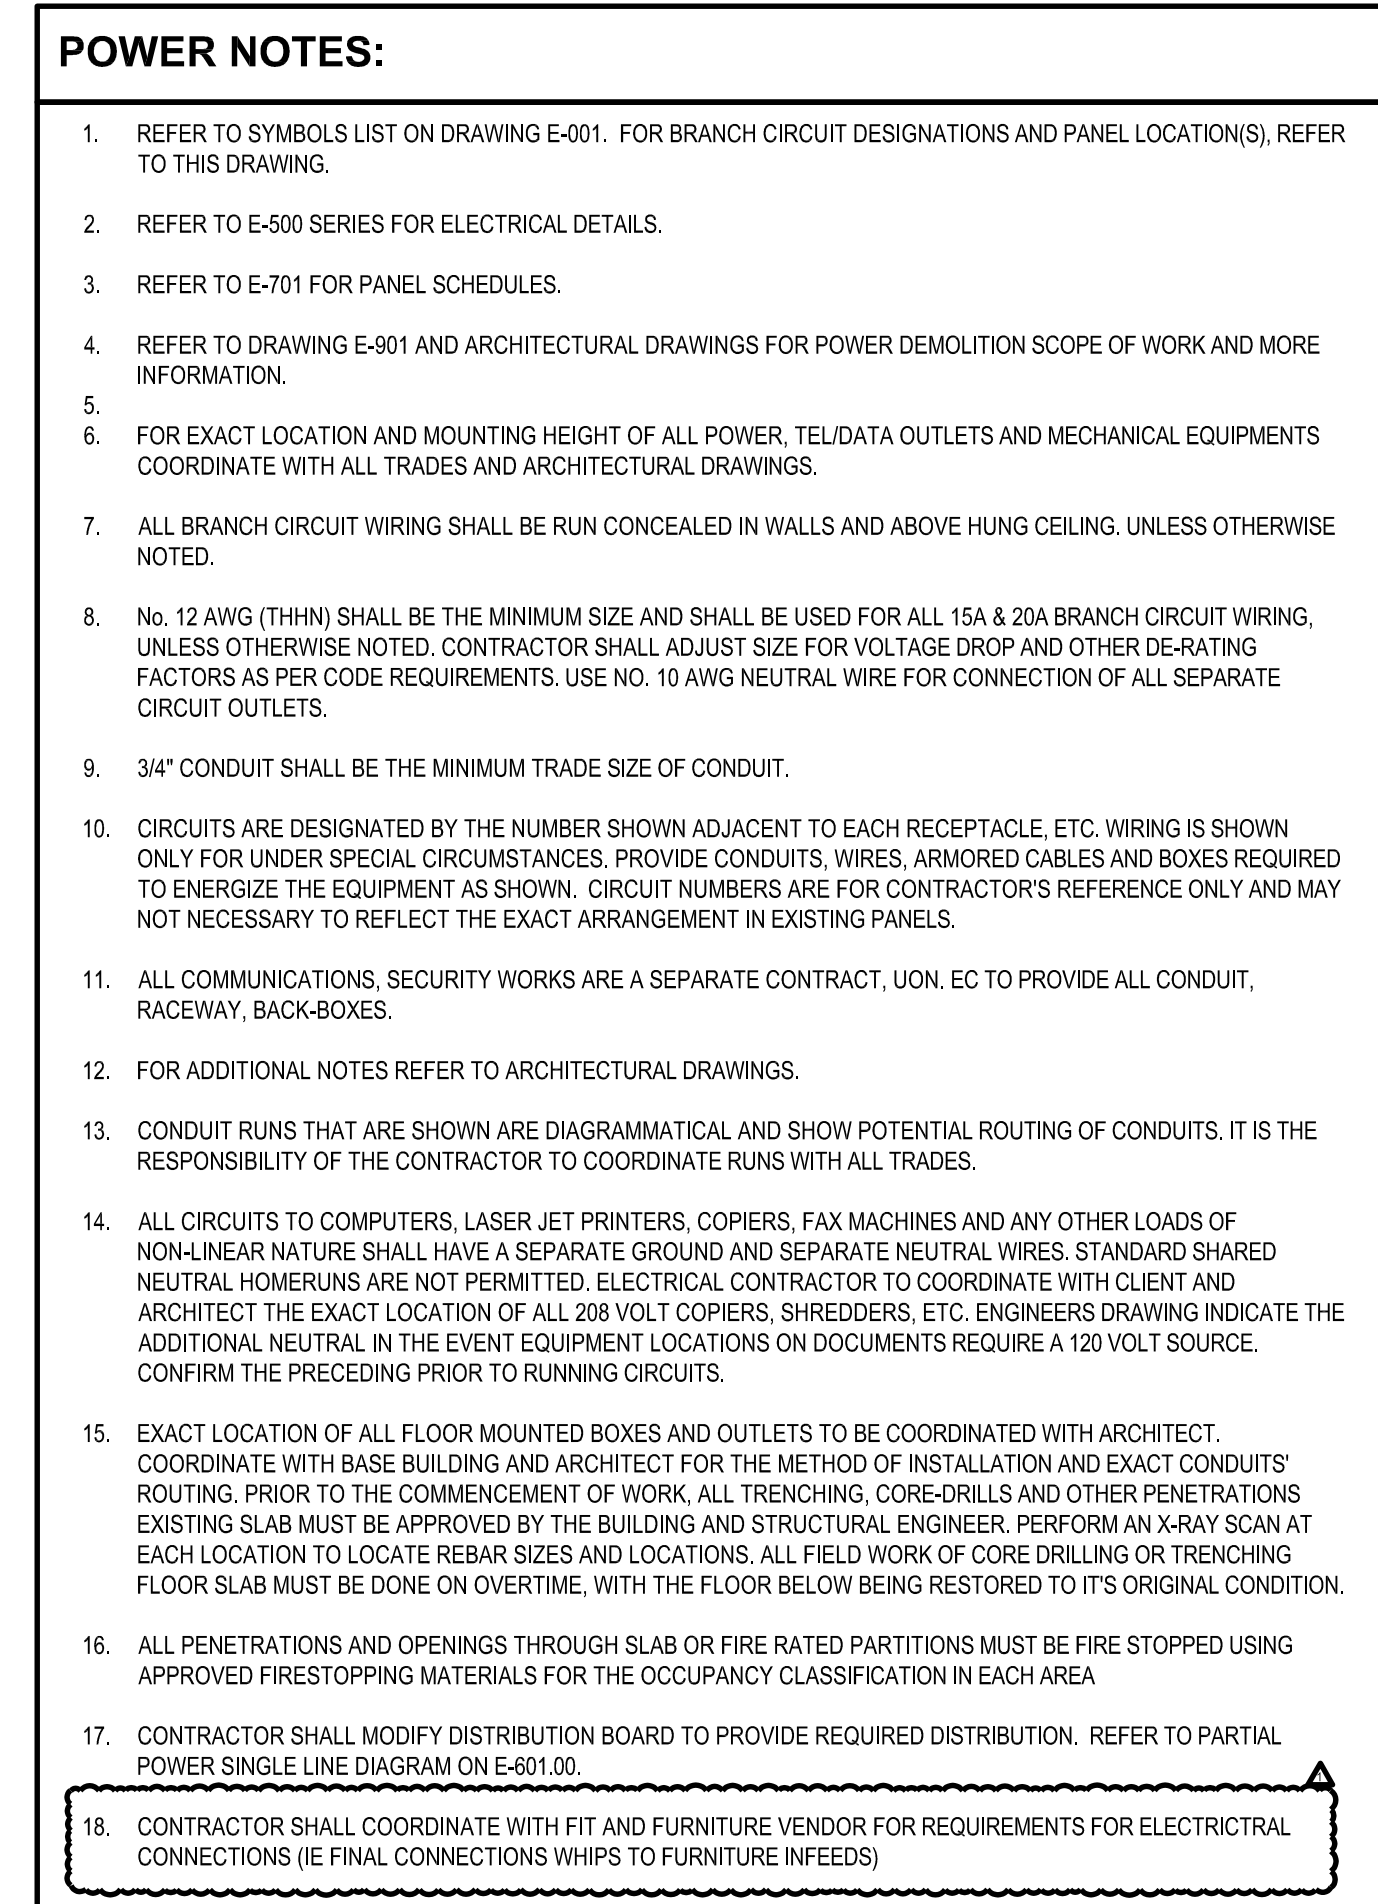 POWER NOTES:
1. REFER TO SYMBOLS LIST ON DRAWING E-001. FOR BRANCH CIRCUIT DESIGNATIONS AND PANEL LOCATION(S), REFER
TO THIS DRAWING.
2. REFER TO E-500 SERIES FOR ELECTRICAL DETAILS.
3. REFER TO E-701 FOR PANEL SCHEDULES.
4. REFER TO DRAWING E-901 AND ARCHITECTURAL DRAWINGS FOR POWER DEMOLITION SCOPE OF WORK AND MORE
INFORMATION.
5.
6. FOR EXACT LOCATION AND MOUNTING HEIGHT OF ALL POWER, TEL/DATA OUTLETS AND MECHANICAL EQUIPMENTS
COORDINATE WITH ALL TRADES AND ARCHITECTURAL DRAWINGS.
7. ALL BRANCH CIRCUIT WIRING SHALL BE RUN CONCEALED IN WALLS AND ABOVE HUNG CEILING. UNLESS OTHERWISE
NOTED.
8. No. 12 AWG (THHN) SHALL BE THE MINIMUM SIZE AND SHALL BE USED FOR ALL 15A & 20A BRANCH CIRCUIT WIRING,
UNLESS OTHERWISE NOTED. CONTRACTOR SHALL ADJUST SIZE FOR VOLTAGE DROP AND OTHER DE-RATING
FACTORS AS PER CODE REQUIREMENTS. USE NO. 10 AWG NEUTRAL WIRE FOR CONNECTION OF ALL SEPARATE
CIRCUIT OUTLETS.
9. 3/4" CONDUIT SHALL BE THE MINIMUM TRADE SIZE OF CONDUIT.
10. CIRCUITS ARE DESIGNATED BY THE NUMBER SHOWN ADJACENT TO EACH RECEPTACLE, ETC. WIRING IS SHOWN
ONLY FOR UNDER SPECIAL CIRCUMSTANCES. PROVIDE CONDUITS, WIRES, ARMORED CABLES AND BOXES REQUIRED
TO ENERGIZE THE EQUIPMENT AS SHOWN. CIRCUIT NUMBERS ARE FOR CONTRACTOR'S REFERENCE ONLY AND MAY
NOT NECESSARY TO REFLECT THE EXACT ARRANGEMENT IN EXISTING PANELS.
11. ALL COMMUNICATIONS, SECURITY WORKS ARE A SEPARATE CONTRACT, UON. EC TO PROVIDE ALL CONDUIT,
RACEWAY, BACK-BOXES.
12. FOR ADDITIONAL NOTES REFER TO ARCHITECTURAL DRAWINGS.
13. CONDUIT RUNS THAT ARE SHOWN ARE DIAGRAMMATICAL AND SHOW POTENTIAL ROUTING OF CONDUITS. IT IS THE
RESPONSIBILITY OF THE CONTRACTOR TO COORDINATE RUNS WITH ALL TRADES.
14. ALL CIRCUITS TO COMPUTERS, LASER JET PRINTERS, COPIERS, FAX MACHINES AND ANY OTHER LOADS OF
NON-LINEAR NATURE SHALL HAVE A SEPARATE GROUND AND SEPARATE NEUTRAL WIRES. STANDARD SHARED
NEUTRAL HOMERUNS ARE NOT PERMITTED. ELECTRICAL CONTRACTOR TO COORDINATE WITH CLIENT AND
ARCHITECT THE EXACT LOCATION OF ALL 208 VOLT COPIERS, SHREDDERS, ETC. ENGINEERS DRAWING INDICATE THE
ADDITIONAL NEUTRAL IN THE EVENT EQUIPMENT LOCATIONS ON DOCUMENTS REQUIRE A 120 VOLT SOURCE.
CONFIRM THE PRECEDING PRIOR TO RUNNING CIRCUITS.
15. EXACT LOCATION OF ALL FLOOR MOUNTED BOXES AND OUTLETS TO BE COORDINATED WITH ARCHITECT.
COORDINATE WITH BASE BUILDING AND ARCHITECT FOR THE METHOD OF INSTALLATION AND EXACT CONDUITS'
ROUTING. PRIOR TO THE COMMENCEMENT OF WORK, ALL TRENCHING, CORE-DRILLS AND OTHER PENETRATIONS
EXISTING SLAB MUST BE APPROVED BY THE BUILDING AND STRUCTURAL ENGINEER. PERFORM AN X-RAY SCAN AT
EACH LOCATION TO LOCATE REBAR SIZES AND LOCATIONS. ALL FIELD WORK OF CORE DRILLING OR TRENCHING
FLOOR SLAB MUST BE DONE ON OVERTIME, WITH THE FLOOR BELOW BEING RESTORED TO IT'S ORIGINAL CONDITION.
16. ALL PENETRATIONS AND OPENINGS THROUGH SLAB OR FIRE RATED PARTITIONS MUST BE FIRE STOPPED USING
APPROVED FIRESTOPPING MATERIALS FOR THE OCCUPANCY CLASSIFICATION IN EACH AREA
17. CONTRACTOR SHALL MODIFY DISTRIBUTION BOARD TO PROVIDE REQUIRED DISTRIBUTION. REFER TO PARTIAL
POWER SINGLE LINE DIAGRAM ON E-601.00.
1
18. CONTRACTOR SHALL COORDINATE WITH FIT AND FURNITURE VENDOR FOR REQUIREMENTS FOR ELECTRICTRAL
CONNECTIONS (IE FINAL CONNECTIONS WHIPS TO FURNITURE INFEEDS)